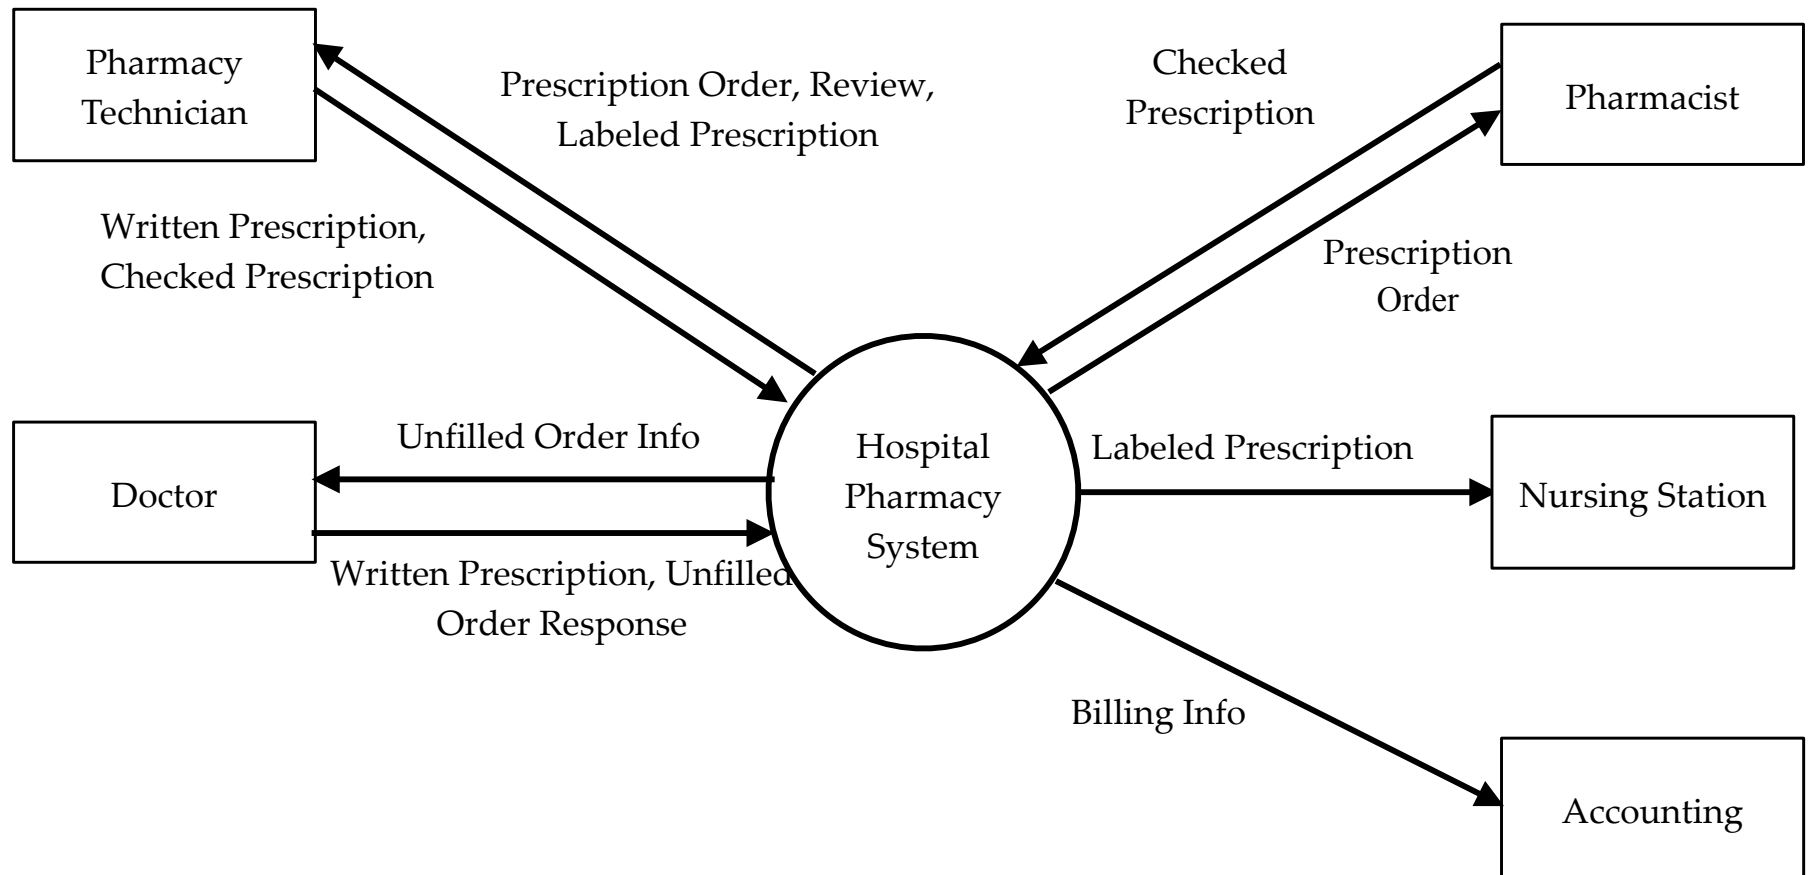 Pharmacy
Technician
Prescription Order, Review,
Labeled Prescription
Checked
Prescription
Pharmacist
Written Prescription,
Checked Prescription
Prescription
Order
Doctor
Unfilled Order Info
Written Prescription, Unfilled
Order Response
Hospital
Pharmacy
System
Labeled Prescription
Nursing Station
Billing Info
Accounting